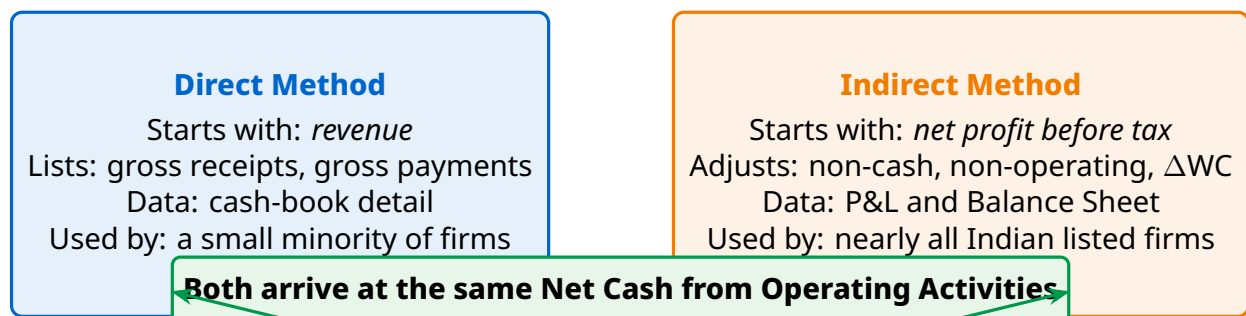 Direct Method
Starts with: revenue
Lists: gross receipts, gross payments
Data: cash-book detail
Used by: a small minority of firms
Indirect Method
Starts with: net profit before tax
Adjusts: non-cash, non-operating, ΔWC
Data: P&L and Balance Sheet
Used by: nearly all Indian listed firms
Both arrive at the same Net Cash from Operating Activities